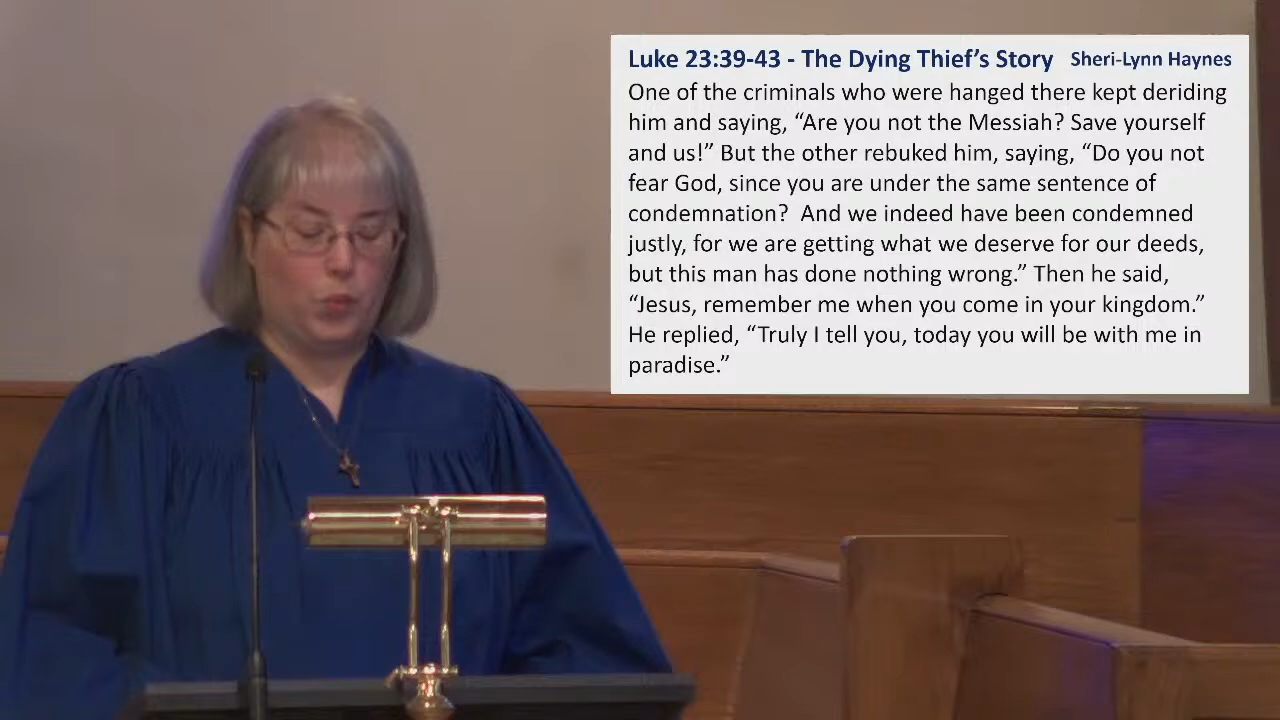 Luke 23:39-43 - The Dying Thief’s Story Sheri-Lynn Haynes
One of the criminals who were hanged there kept deriding
him and saying, “Are you not the Messiah? Save yourself
and us!” But the other rebuked him, saying, “Do you not
fear God, since you are under the same sentence of
condemnation?  And we indeed have been condemned
justly, for we are getting what we deserve for our deeds,
but this man has done nothing wrong.” Then he said,
“Jesus, remember me when you come in your kingdom.”
He replied, “Truly I tell you, today you will be with me in
paradise.”